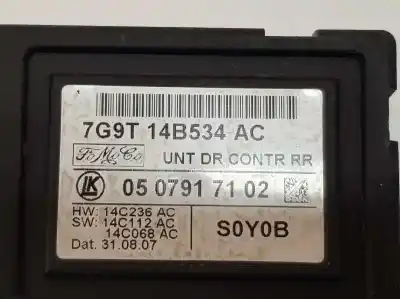 7G9T 14B534 AC
FoMoCo UNT DR CONTR RR
LK 05 0791 71 02
HW: 14C236 AC
SW: 14C112 AC
14C068 AC
S0Y0B
Dat. 31.08.07